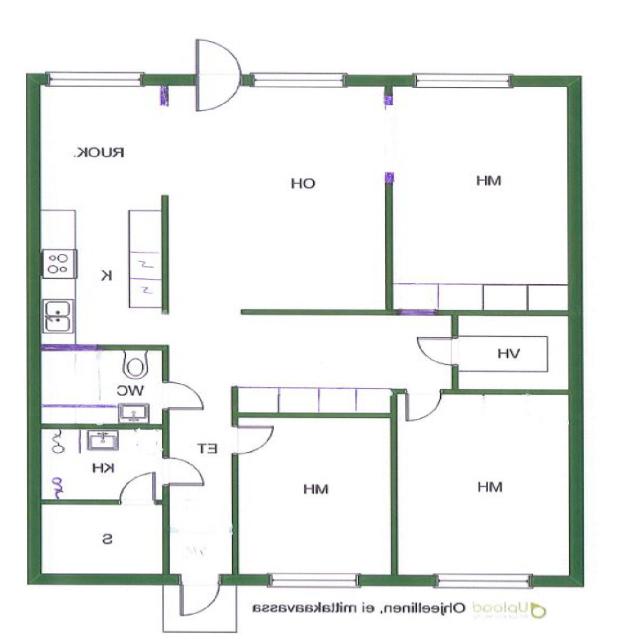 RUOK.
OH
MH
K
VH
WC
ET
KH
MH
MH
S
Ohjeellinen, ei mittakaavassa
Upload